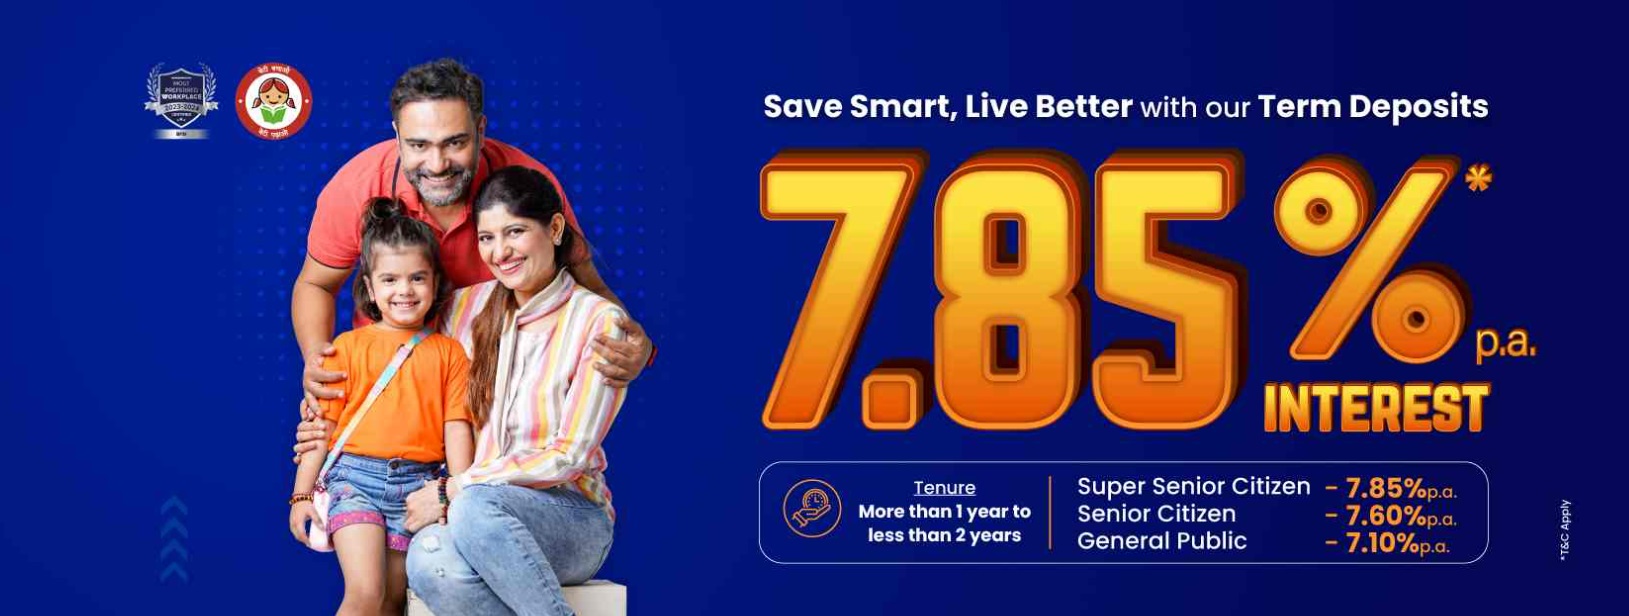 MOST
PREFERRED
WORKPLACE
2023-2024
बेटी बचाओ
बेटी पढ़ाओ
Save Smart, Live Better with our Term Deposits
7.85%*
p.a.
INTEREST
Tenure
More than 1 year to
less than 2 years
Super Senior Citizen - 7.85%p.a.
Senior Citizen - 7.60%p.a.
General Public - 7.10%p.a.
*T&C Apply